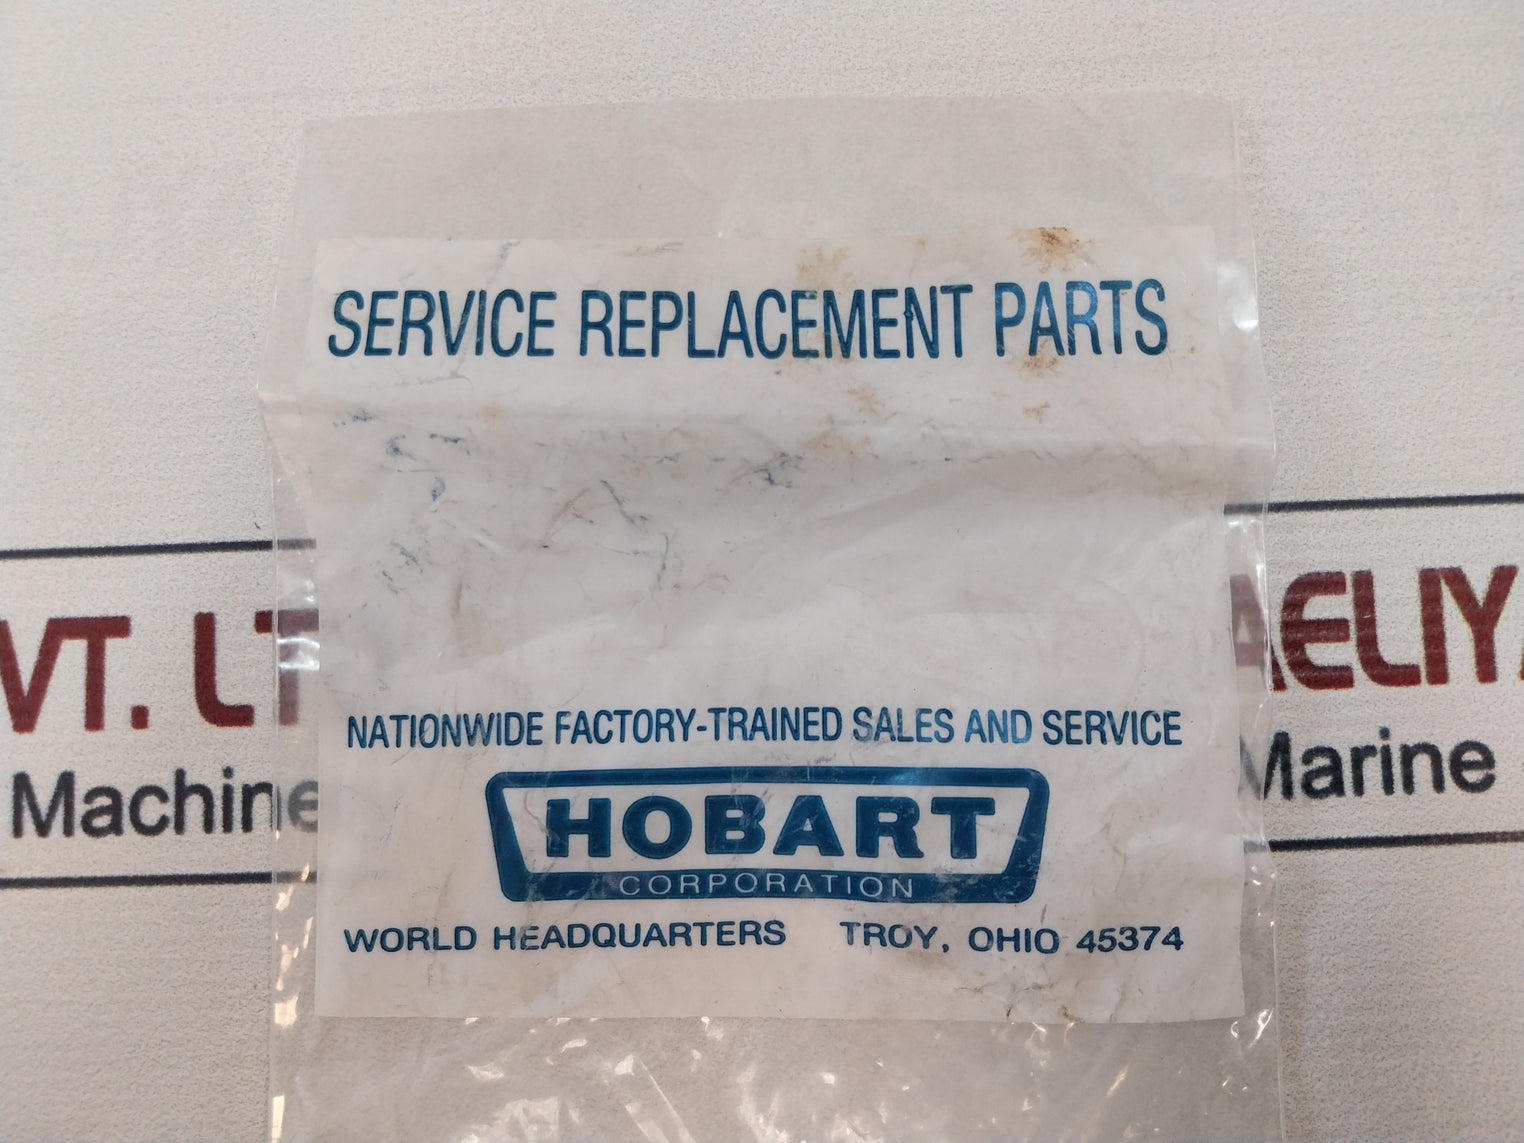 SERVICE REPLACEMENT PARTS
VT. LT AELIYA
Machine Marine
NATIONWIDE FACTORY-TRAINED SALES AND SERVICE
HOBART
CORPORATION
WORLD HEADQUARTERS TROY, OHIO 45374